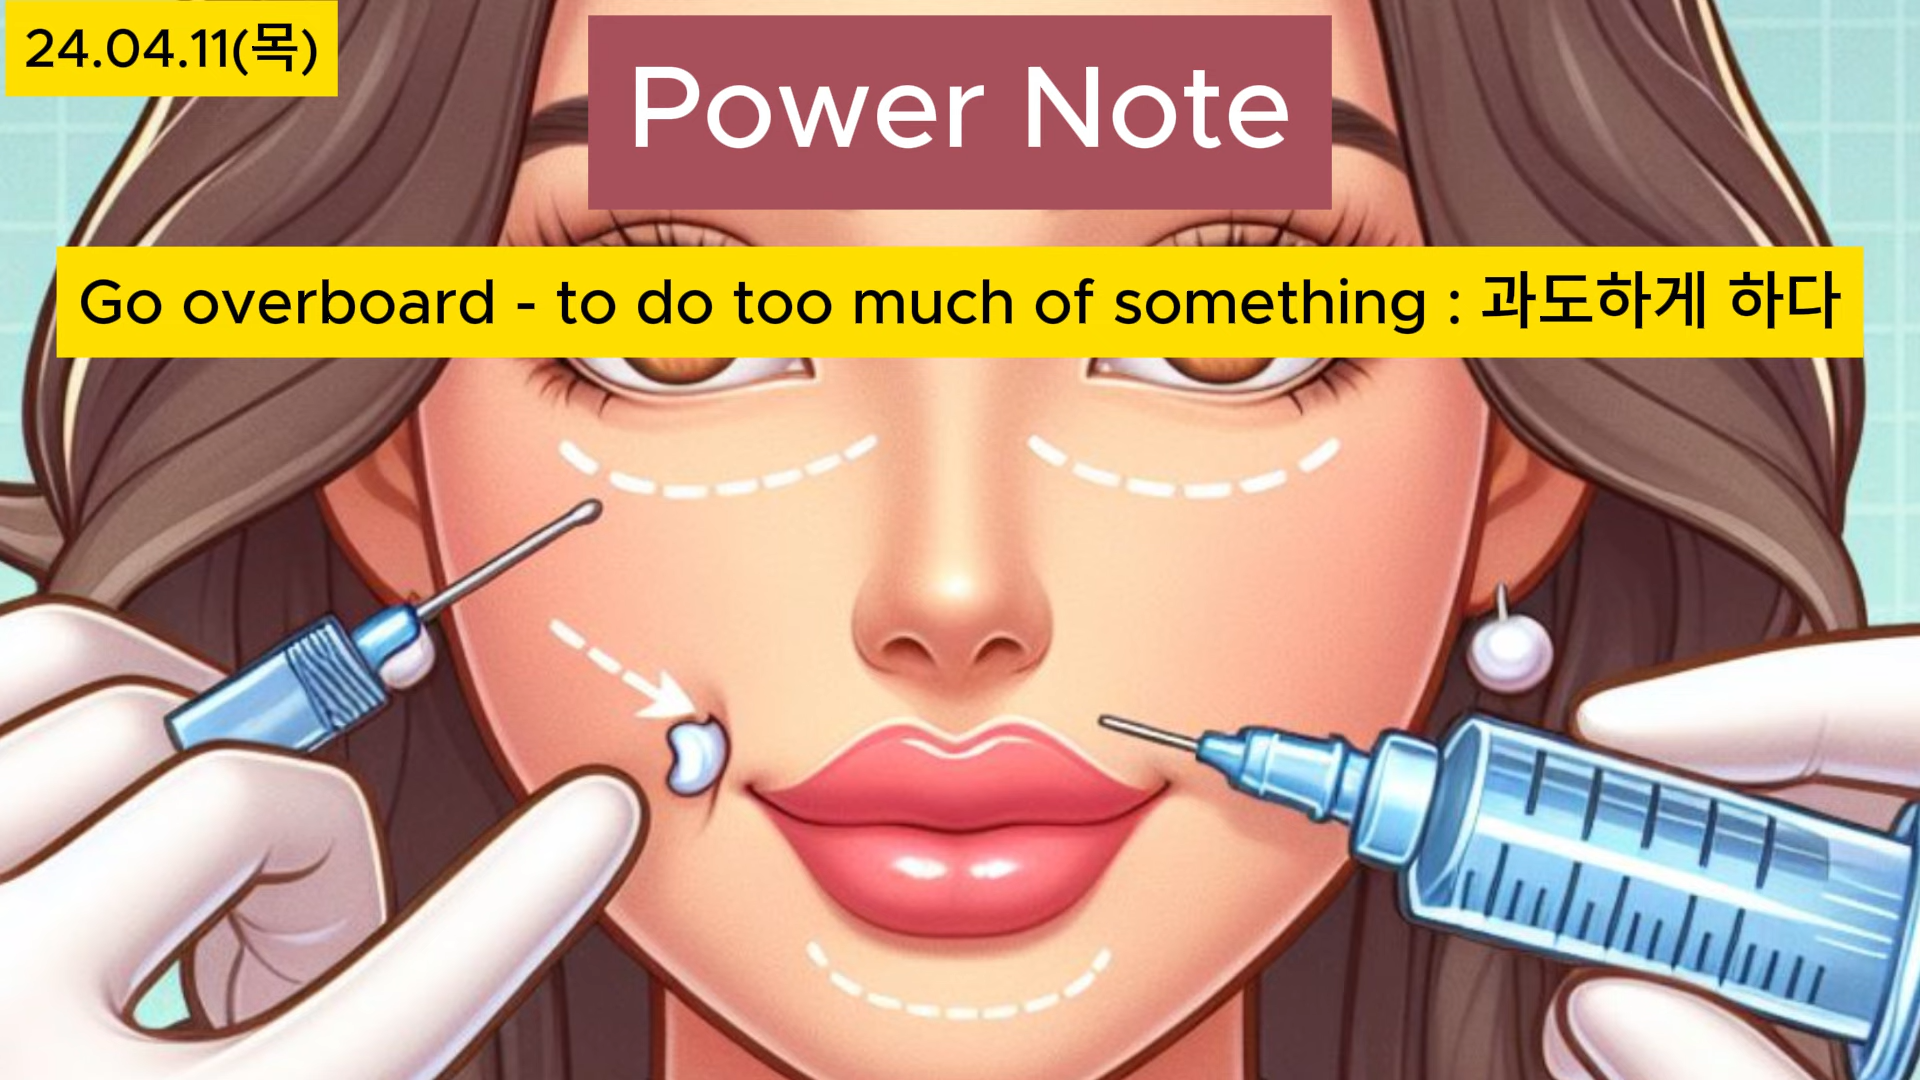 24.04.11(목)
Power Note
Go overboard - to do too much of something : 과도하게 하다